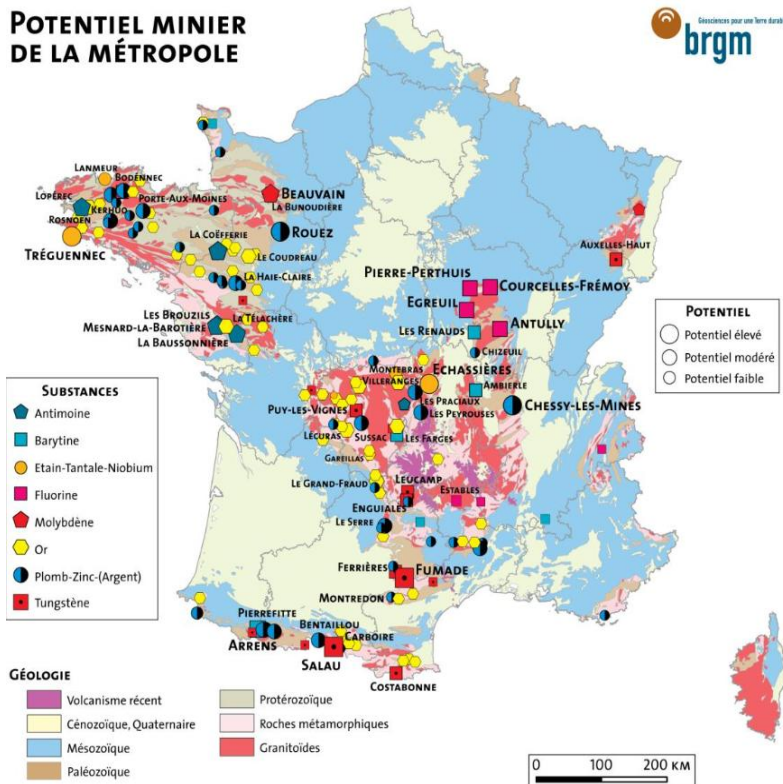 POTENTIEL MINIER
DE LA MÉTROPOLE
Géosciences pour une Terre durable
brgm
LANMEUR
BODÉNNEC
LOPÉREC
PORTE-AUX-MOINES
KERHUO
ROSNOEN
TRÉGUENNEC
BEAUVAIN
LA BUNOUDIÈRE
LA COËFFERIE
ROUEZ
LE COUDREAU
LA HAIE-CLAIRE
AUXELLES-HAUT
PIERRE-PERTHUIS
COURCELLES-FRÉMOY
EGREUIL
LES BROUZILS
LA TÉLACHÈRE
MESNARD-LA-BAROTIÈRE
LA BAUSSONNIÈRE
LES RENAUDS
ANTULLY
CHIZEUIL
POTENTIEL
Potentiel élevé
Potentiel modéré
Potentiel faible
MONTEBRAS
ECHASSIÈRES
VILLERANGES
AMBIERLE
LES PRACIAUX
CHESSY-LES-MINES
PUY-LES-VIGNES
LES PEYROUSES
LÉCURAS
SUSSAC
LES FARGES
GAREILLAS
LE GRAND-FRAUD
LEUCAMP
ESTABLES
ENGUIALÈS
LE SERRE
FERRIÈRES
FUMADE
MONTREDON
PIERREFITTE
BENTAILLOU
ARRENS
CARBOIRE
SALAU
COSTABONNE
SUBSTANCES
Antimoine
Barytine
Etain-Tantale-Niobium
Fluorine
Molybdène
Or
Plomb-Zinc-(Argent)
Tungstène
GÉOLOGIE
Volcanisme récent
Protérozoïque
Cénozoïque, Quaternaire
Roches métamorphiques
Mésozoïque
Granitoïdes
Paléozoïque
0 100 200 KM